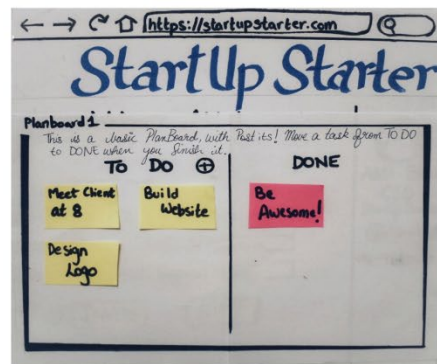 https://startupstarter.com
StartUp Starter
Planboard 1
This is a basic PlanBoard, with Post its! Move a task from TO DO
to DONE when you finish it.
TO DO
DONE
Meet Client
at 8
Build
Website
Be
Awesome!
Design
Logo